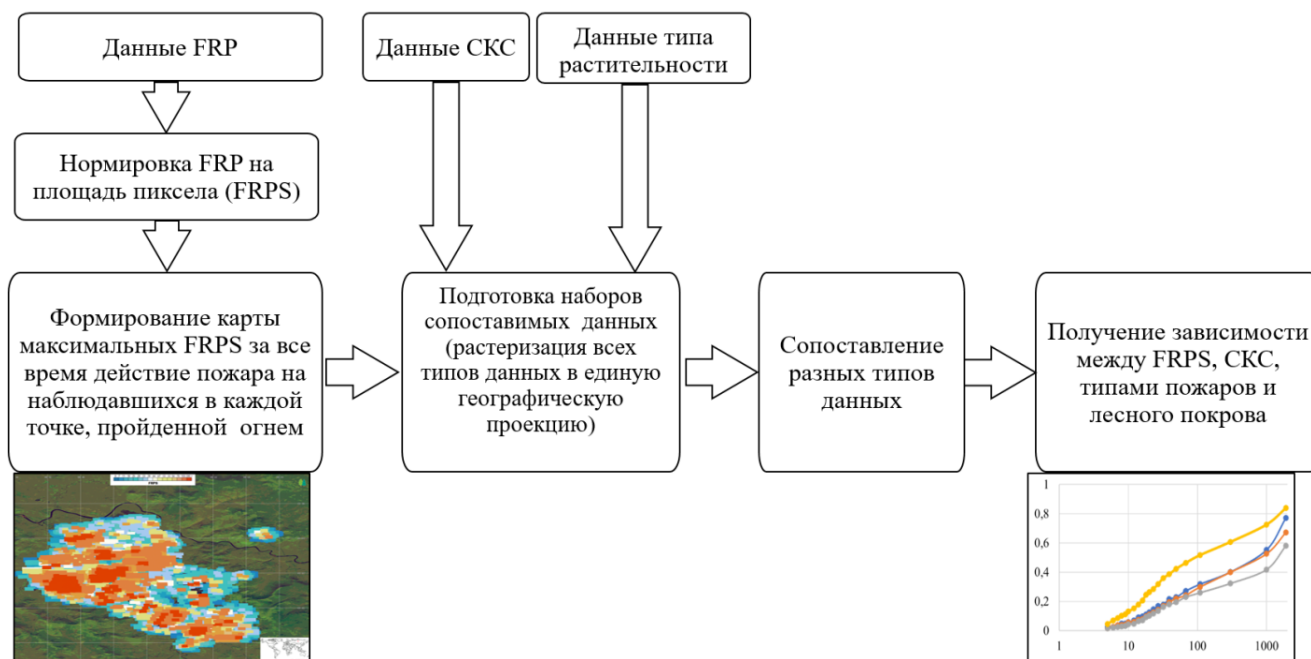 Данные FRP
Данные СКС
Данные типа
растительности
Нормировка FRP на
площадь пиксела (FRPS)
Формирование карты
максимальных FRPS за все
время действие пожара на
наблюдавшихся в каждой
точке, пройденной огнем
Подготовка наборов
сопоставимых данных
(растеризация всех
типов данных в единую
географическую
проекцию)
Сопоставление
разных типов
данных
Получение зависимости
между FRPS, СКС,
типами пожаров и
лесного покрова
1
0,8
0,6
0,4
0,2
0
1 10 100 1000